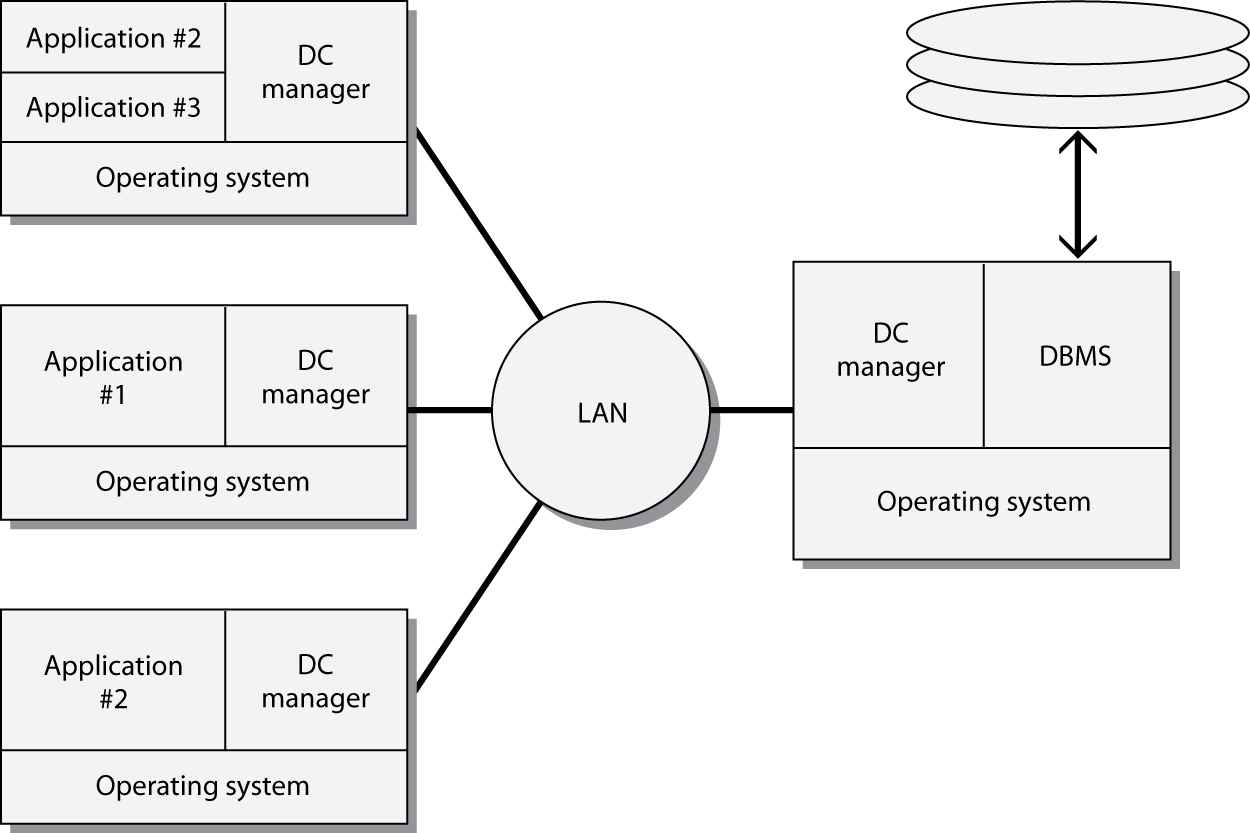 Application #2
Application #3
DC
manager
Operating system
Application
#1
DC
manager
Operating system
Application
#2
DC
manager
Operating system
LAN
DC
manager
DBMS
Operating system